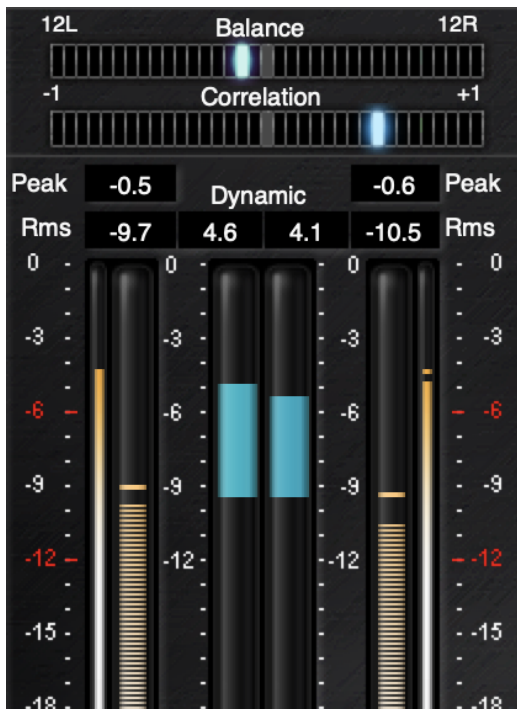 12L Balance 12R
-1 Correlation +1
Peak -0.5 Dynamic -0.6 Peak
Rms -9.7 4.6 4.1 -10.5 Rms
0 0 0 0
-3 -3 -3 -3
-6 -6 -6 -6
-9 -9 -9 -9
-12 -12 -12 -12
-15 -15
-18 -18